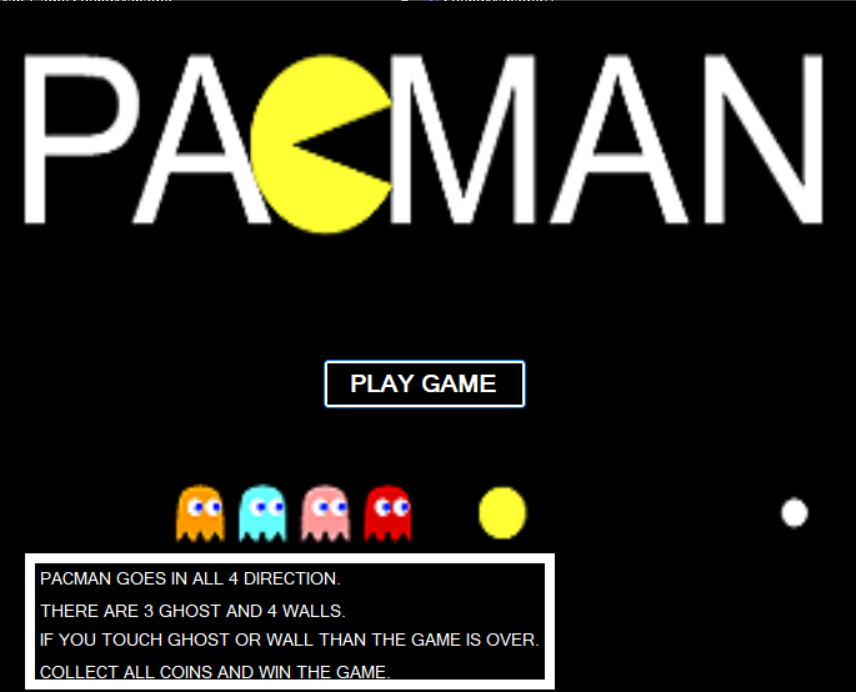 PACMAN
PLAY GAME
PACMAN GOES IN ALL 4 DIRECTION.
THERE ARE 3 GHOST AND 4 WALLS.
IF YOU TOUCH GHOST OR WALL THAN THE GAME IS OVER.
COLLECT ALL COINS AND WIN THE GAME.